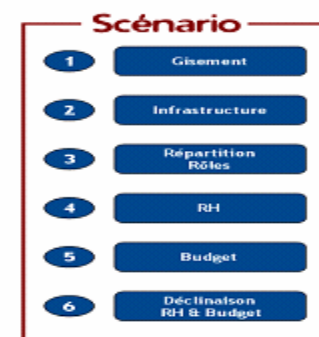 Scénario
1 Gisement
2 Infrastructure
3 Répartition
Rôles
4 RH
5 Budget
6 Déclinaison
RH & Budget